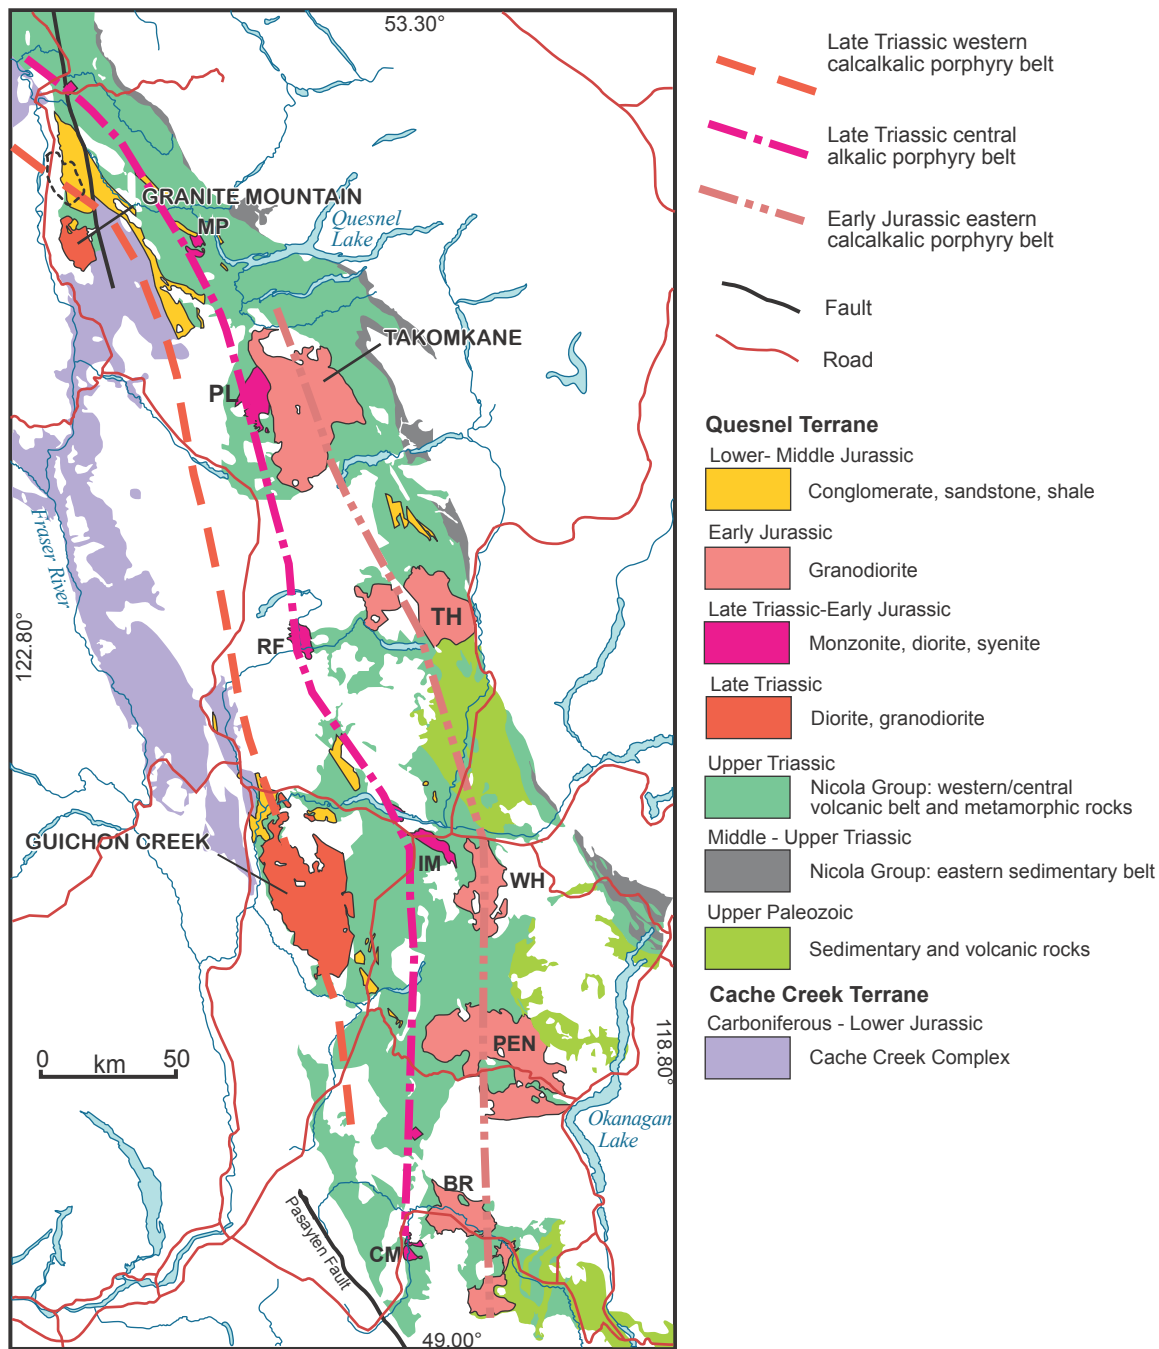 53.30°
GRANITE MOUNTAIN
MP
Quesnel
Lake
TAKOMKANE
PL
Fraser River
TH
122.80°
RF
GUICHON CREEK
IM
WH
PEN
118.80°
0 km 50
Okanagan
Lake
BR
Pasayten Fault
CM
49.00°
Late Triassic western
calcalkalic porphyry belt
Late Triassic central
alkalic porphyry belt
Early Jurassic eastern
calcalkalic porphyry belt
Fault
Road
Quesnel Terrane
Lower- Middle Jurassic
Conglomerate, sandstone, shale
Early Jurassic
Granodiorite
Late Triassic-Early Jurassic
Monzonite, diorite, syenite
Late Triassic
Diorite, granodiorite
Upper Triassic
Nicola Group: western/central
volcanic belt and metamorphic rocks
Middle - Upper Triassic
Nicola Group: eastern sedimentary belt
Upper Paleozoic
Sedimentary and volcanic rocks
Cache Creek Terrane
Carboniferous - Lower Jurassic
Cache Creek Complex